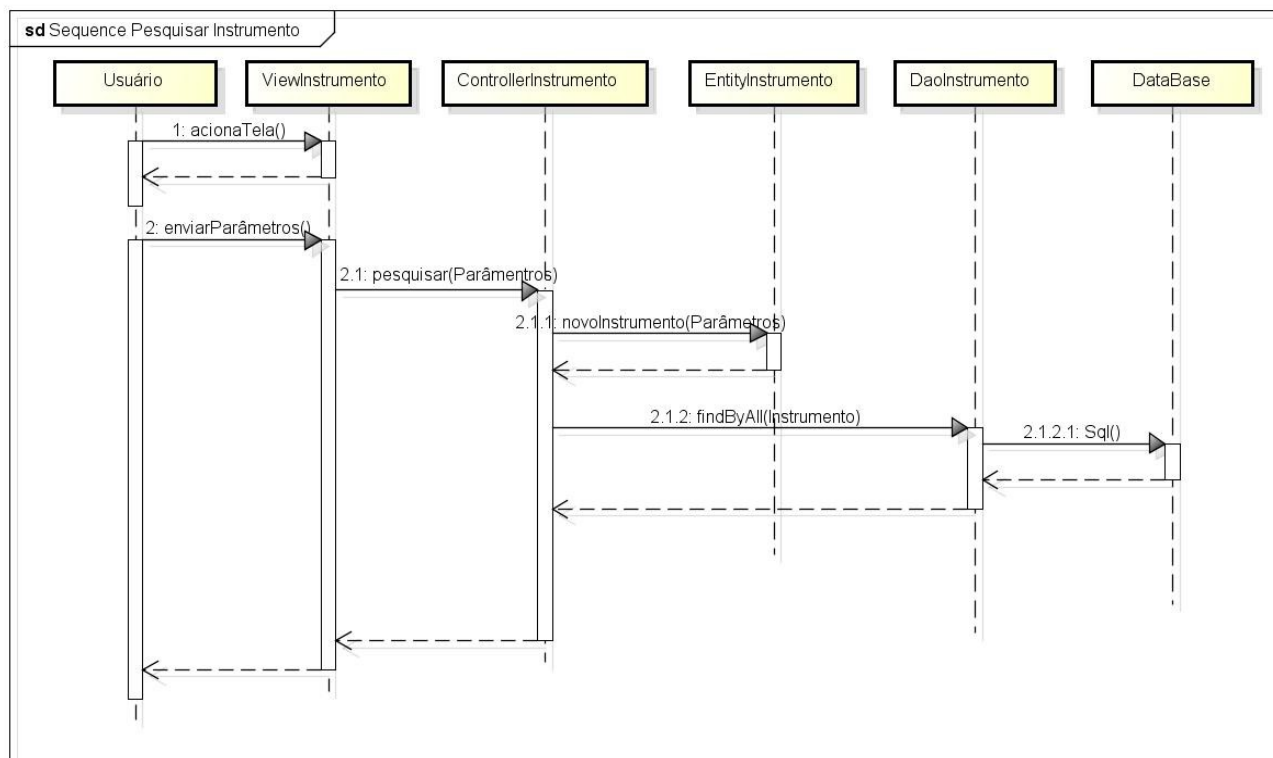 sd Sequence Pesquisar Instrumento
Usuário
ViewInstrumento
ControllerInstrumento
EntityInstrumento
DaoInstrumento
DataBase
1: acionaTela()
2: enviarParâmetros()
2.1: pesquisar(Parâmentros)
2.1.1: novoInstrumento(Parâmetros)
2.1.2: findByAll(Instrumento)
2.1.2.1: Sql()